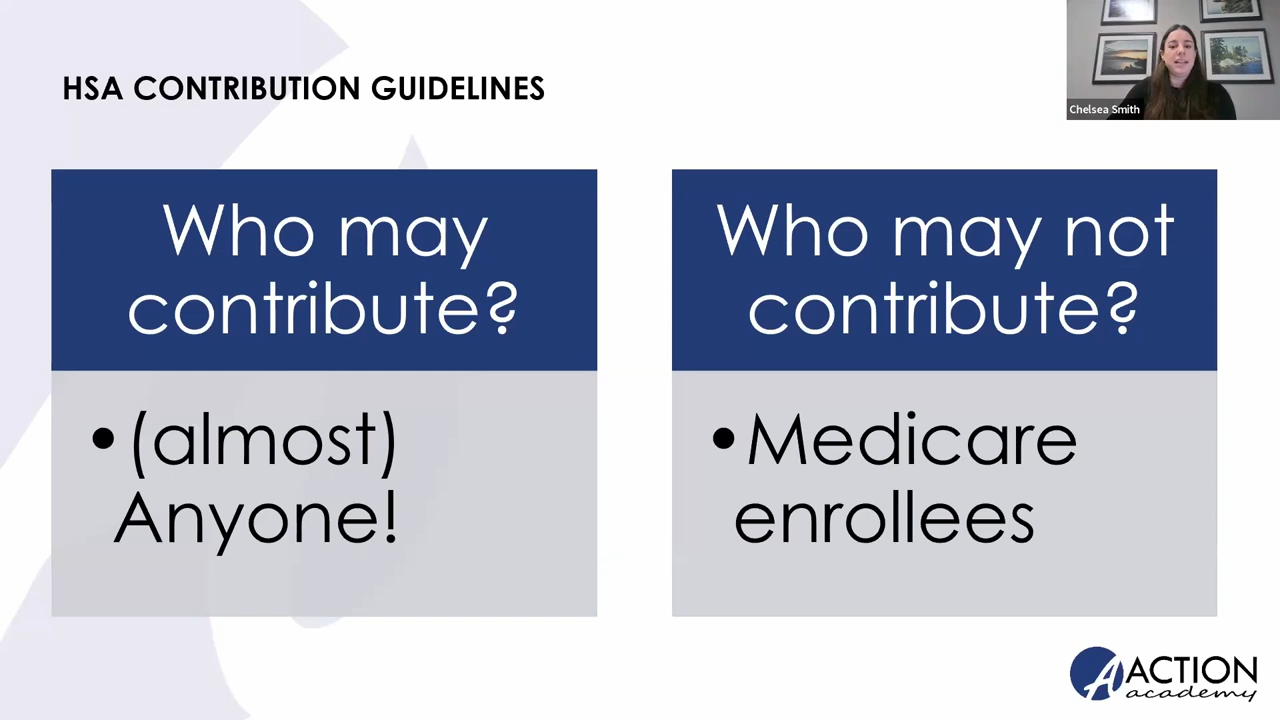 HSA CONTRIBUTION GUIDELINES
Chelsea Smith
Who may
contribute?
•(almost)
Anyone!
Who may not
contribute?
•Medicare
enrollees
A ACTION
academy